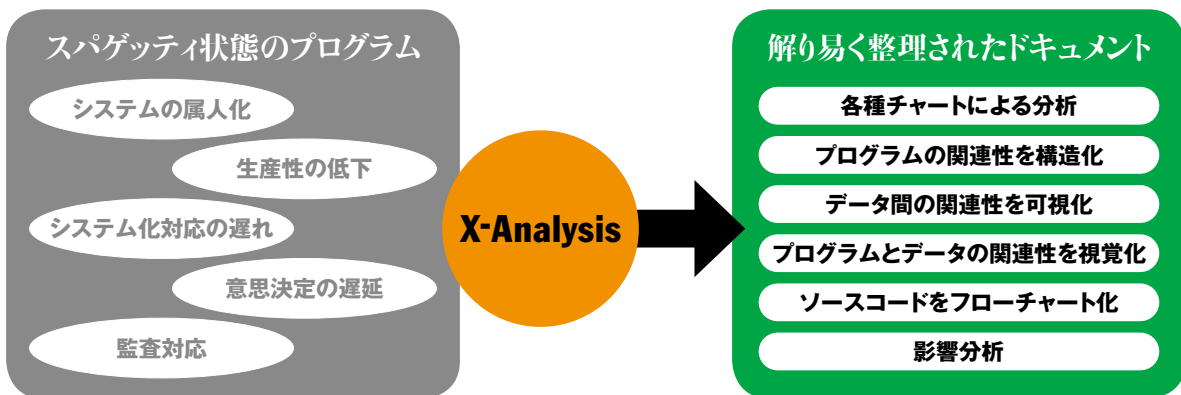 スパゲッティ状態のプログラム
システムの属人化
生産性の低下
システム化対応の遅れ
意思決定の遅延
監査対応
X-Analysis
解り易く整理されたドキュメント
各種チャートによる分析
プログラムの関連性を構造化
データ間の関連性を可視化
プログラムとデータの関連性を視覚化
ソースコードをフローチャート化
影響分析